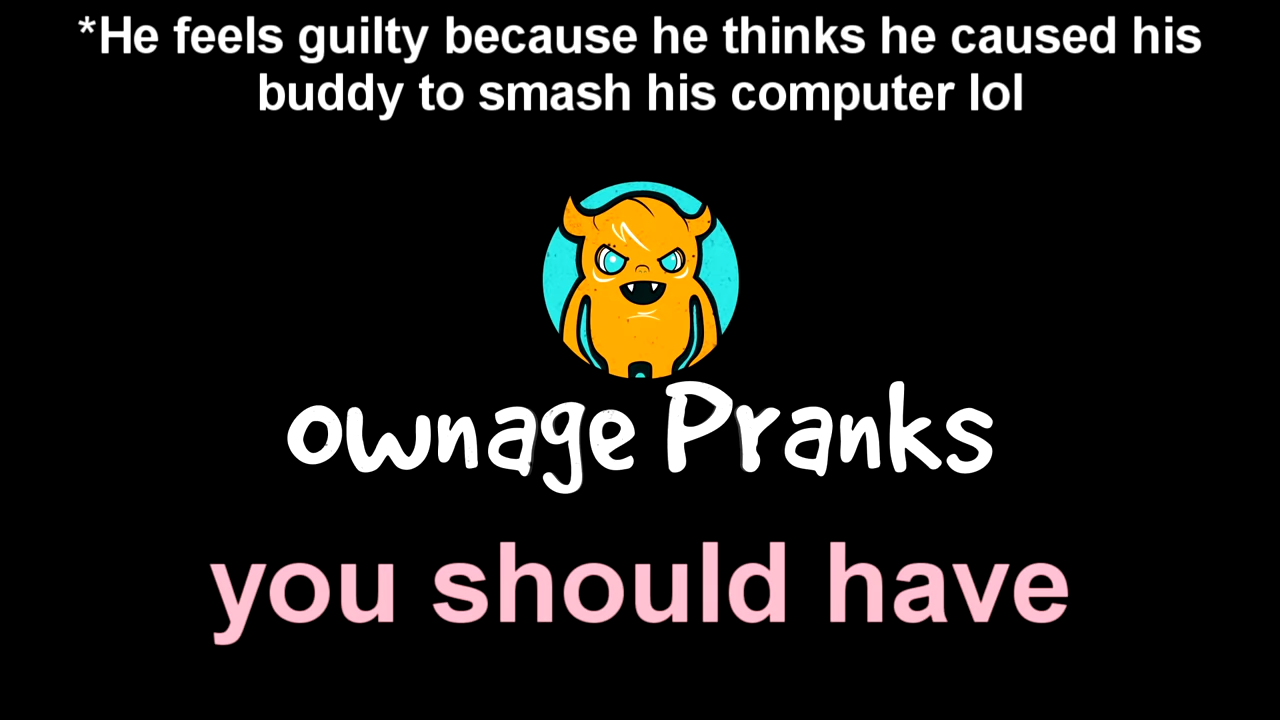 *He feels guilty because he thinks he caused his
buddy to smash his computer lol
ownage Pranks
you should have